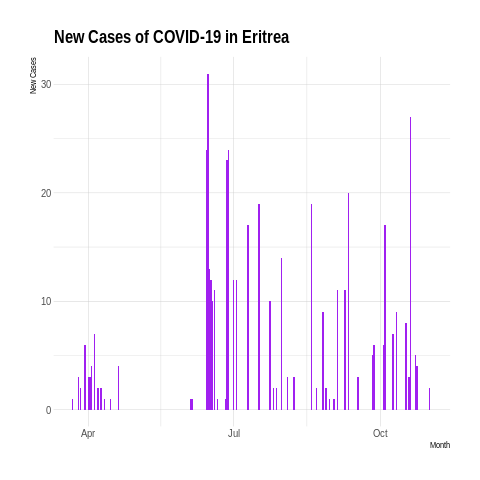 New Cases of COVID-19 in Eritrea
New Cases
30
20
10
0
Apr
Jul
Oct
Month